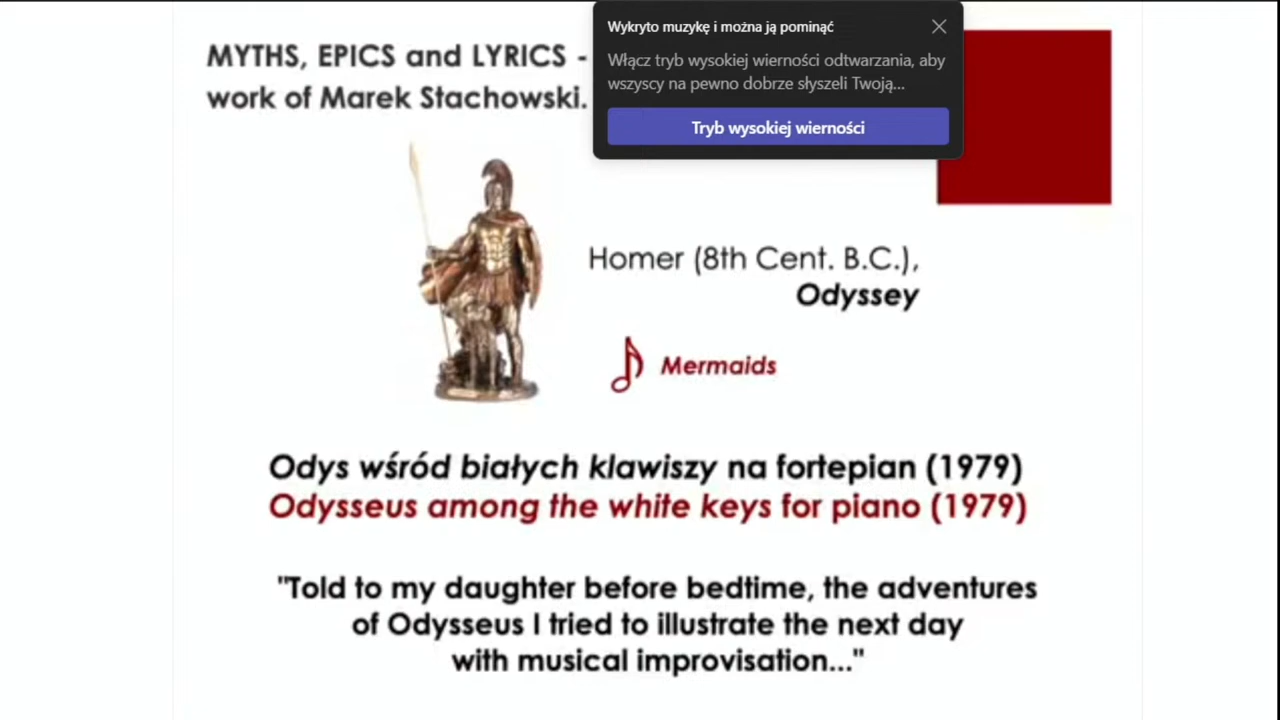 MYTHS, EPICS and LYRICS -
work of Marek Stachowski.
Wykryto muzykę i można ją pominąć
Włącz tryb wysokiej wierności odtwarzania, aby
wszyscy na pewno dobrze słyszeli Twoją...
Tryb wysokiej wierności
Homer (8th Cent. B.C.),
Odyssey
Mermaids
Odys wśród białych klawiszy na fortepian (1979)
Odysseus among the white keys for piano (1979)
"Told to my daughter before bedtime, the adventures
of Odysseus I tried to illustrate the next day
with musical improvisation..."